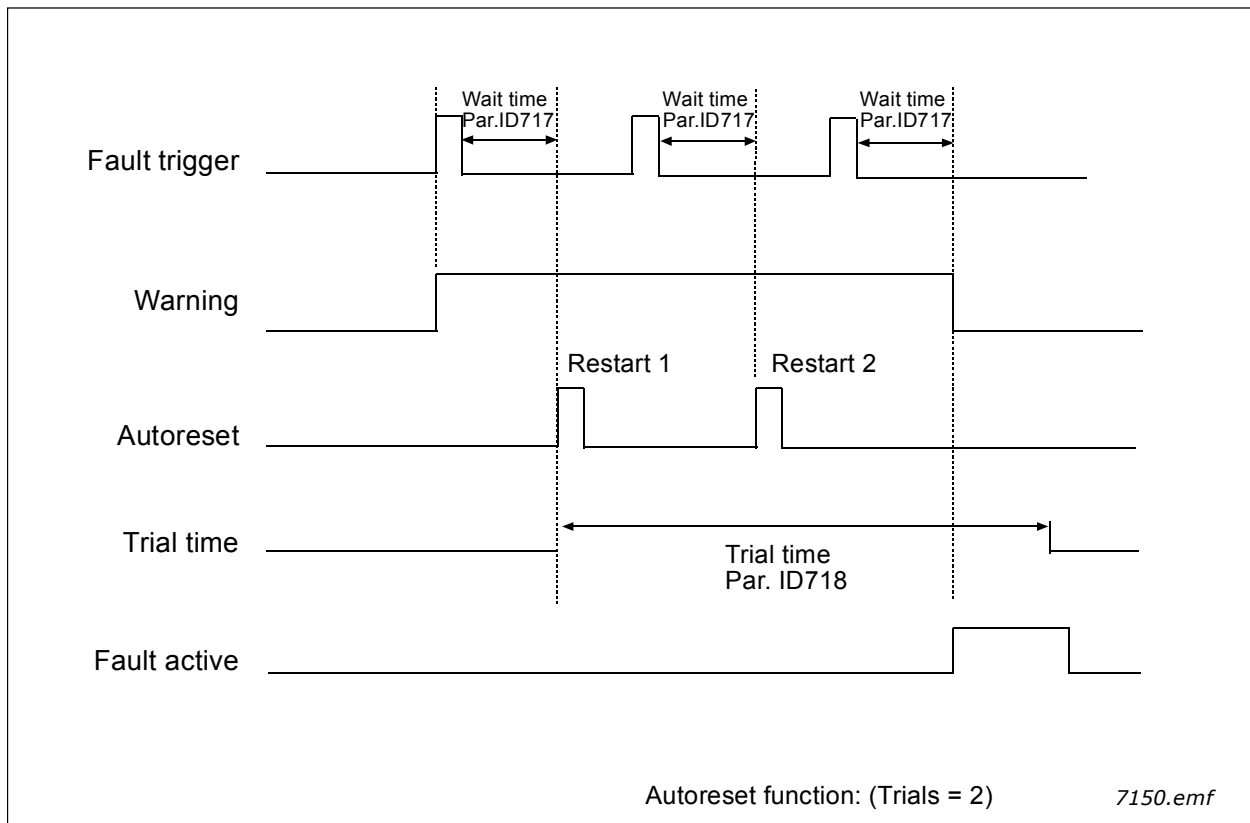 Wait time
Par.ID717
Wait time
Par.ID717
Wait time
Par.ID717
Fault trigger
Warning
Restart 1
Restart 2
Autoreset
Trial time
Trial time
Par. ID718
Fault active
Autoreset function: (Trials = 2)
7150.emf